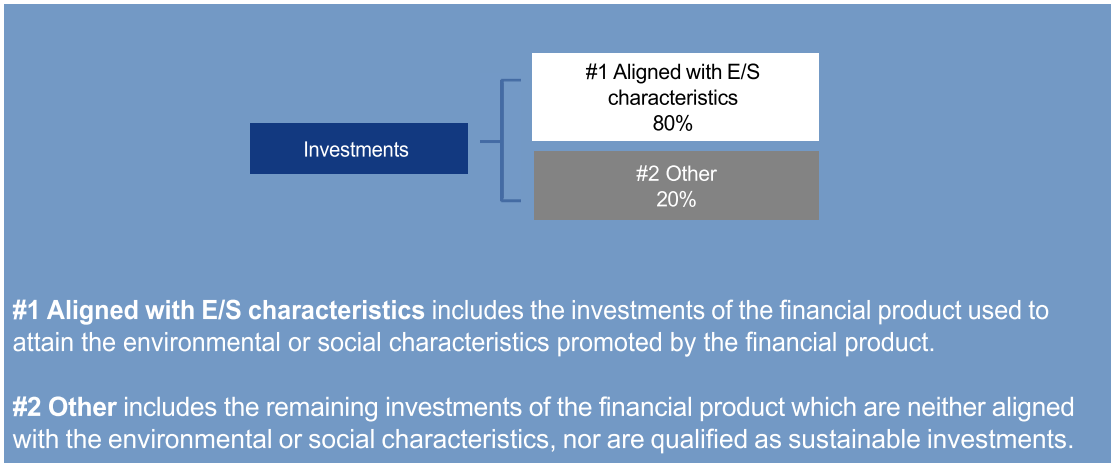 Investments
#1 Aligned with E/S
characteristics
80%
#2 Other
20%
#1 Aligned with E/S characteristics includes the investments of the financial product used to
attain the environmental or social characteristics promoted by the financial product.
#2 Other includes the remaining investments of the financial product which are neither aligned
with the environmental or social characteristics, nor are qualified as sustainable investments.